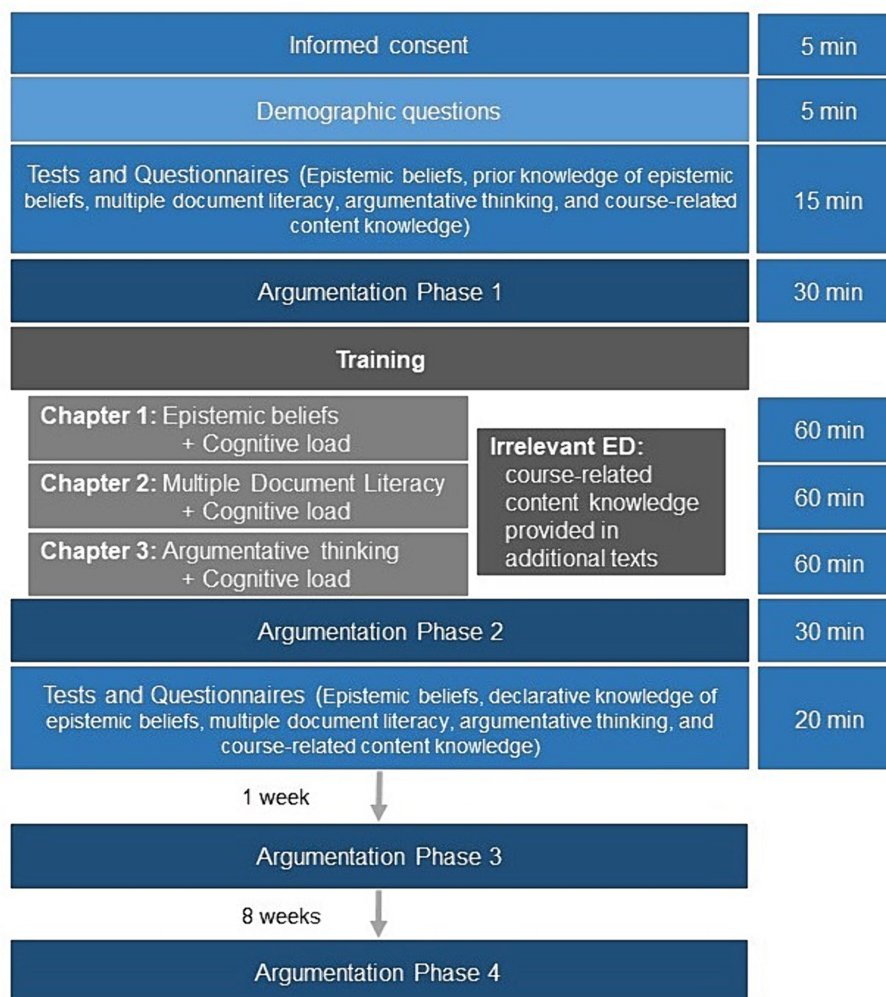 Informed consent
5 min
Demographic questions
5 min
Tests and Questionnaires (Epistemic beliefs, prior knowledge of epistemic
beliefs, multiple document literacy, argumentative thinking, and course-related
content knowledge)
15 min
Argumentation Phase 1
30 min
Training
Chapter 1: Epistemic beliefs
+ Cognitive load
60 min
Chapter 2: Multiple Document Literacy
+ Cognitive load
60 min
Chapter 3: Argumentative thinking
+ Cognitive load
60 min
Irrelevant ED:
course-related
content knowledge
provided in
additional texts
Argumentation Phase 2
30 min
Tests and Questionnaires (Epistemic beliefs, declarative knowledge of
epistemic beliefs, multiple document literacy, argumentative thinking, and
course-related content knowledge)
20 min
1 week
Argumentation Phase 3
8 weeks
Argumentation Phase 4